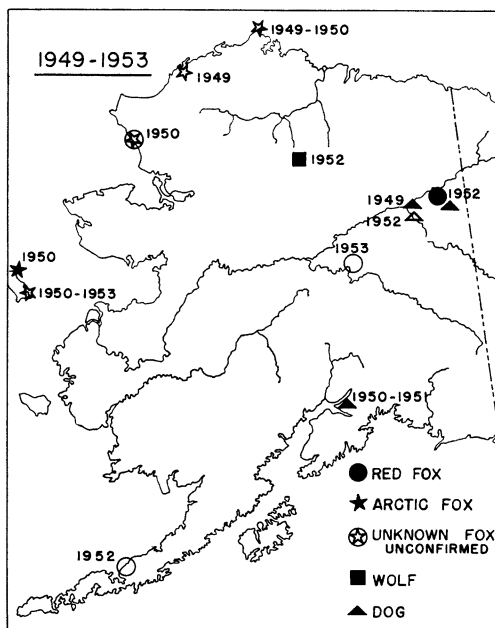 1949-1950
1949-1953
1949
1950
1952
1949
1952
1952
1950
1953
1950-1953
1950-1951
RED FOX
ARCTIC FOX
UNKNOWN FOX
UNCONFIRMED
WOLF
1952
DOG